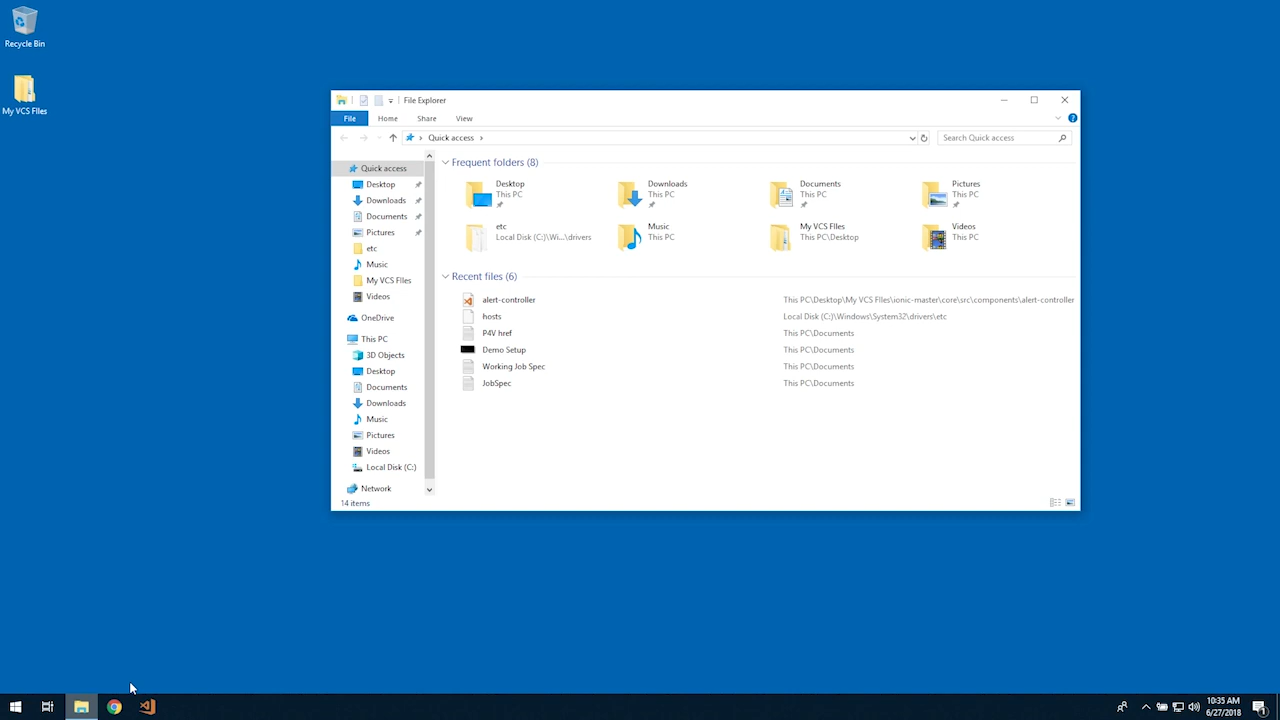 Recycle Bin
My VCS FIles
File Explorer
File Home Share View
Quick access
Search Quick access
Quick access
Desktop
Downloads
Documents
Pictures
etc
Music
My VCS FIles
Videos
OneDrive
This PC
3D Objects
Desktop
Documents
Downloads
Music
Pictures
Videos
Local Disk (C:)
Network
14 items
Frequent folders (8)
Desktop
This PC
Downloads
This PC
Documents
This PC
Pictures
This PC
etc
Local Disk (C:)\Wi...\drivers
Music
This PC
My VCS FIles
This PC\Desktop
Videos
This PC
Recent files (6)
alert-controller This PC\Desktop\My VCS FIles\ionic-master\core\src\components\alert-controller
hosts Local Disk (C:)\Windows\System32\drivers\etc
P4V href This PC\Documents
Demo Setup This PC\Documents
Working Job Spec This PC\Documents
JobSpec This PC\Documents
10:35 AM
6/27/2018
1